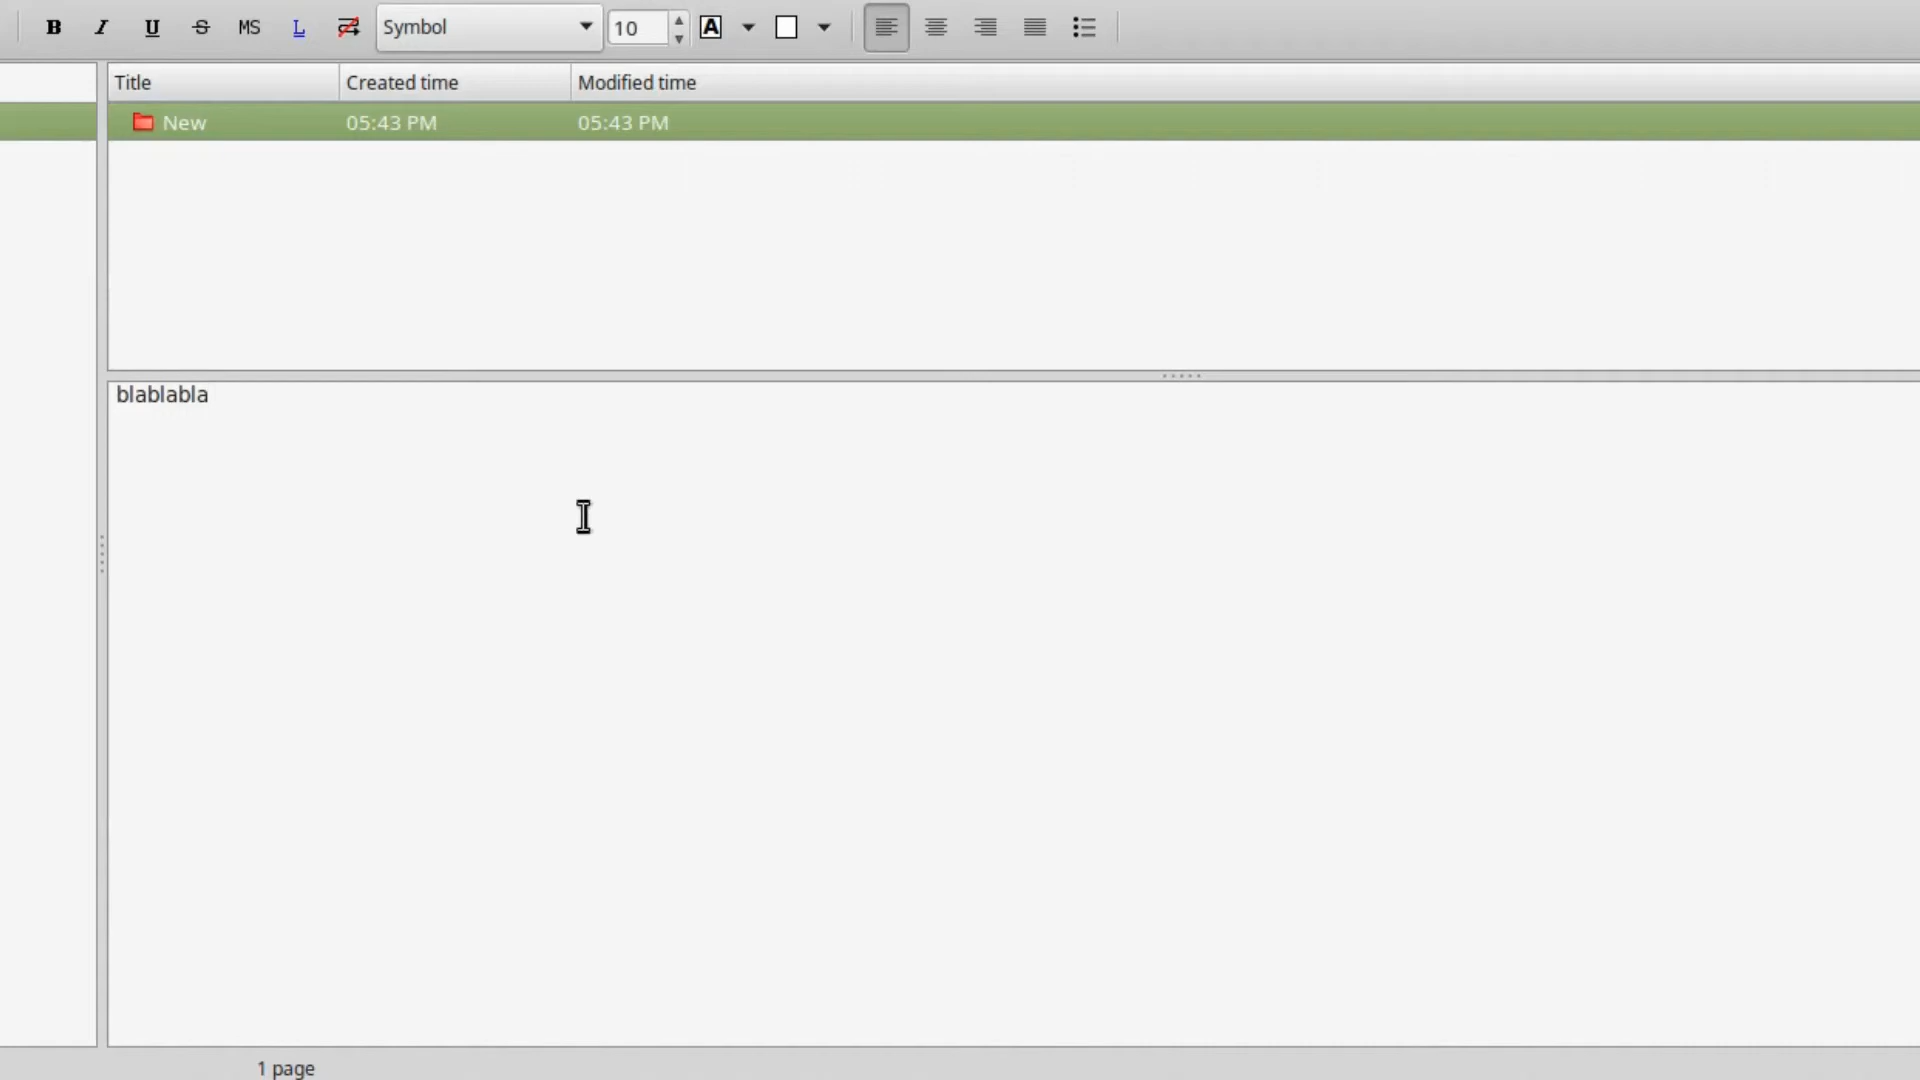 B I U S MS L Symbol 10 A
Title Created time Modified time
New 05:43 PM 05:43 PM
blablabla
1 page